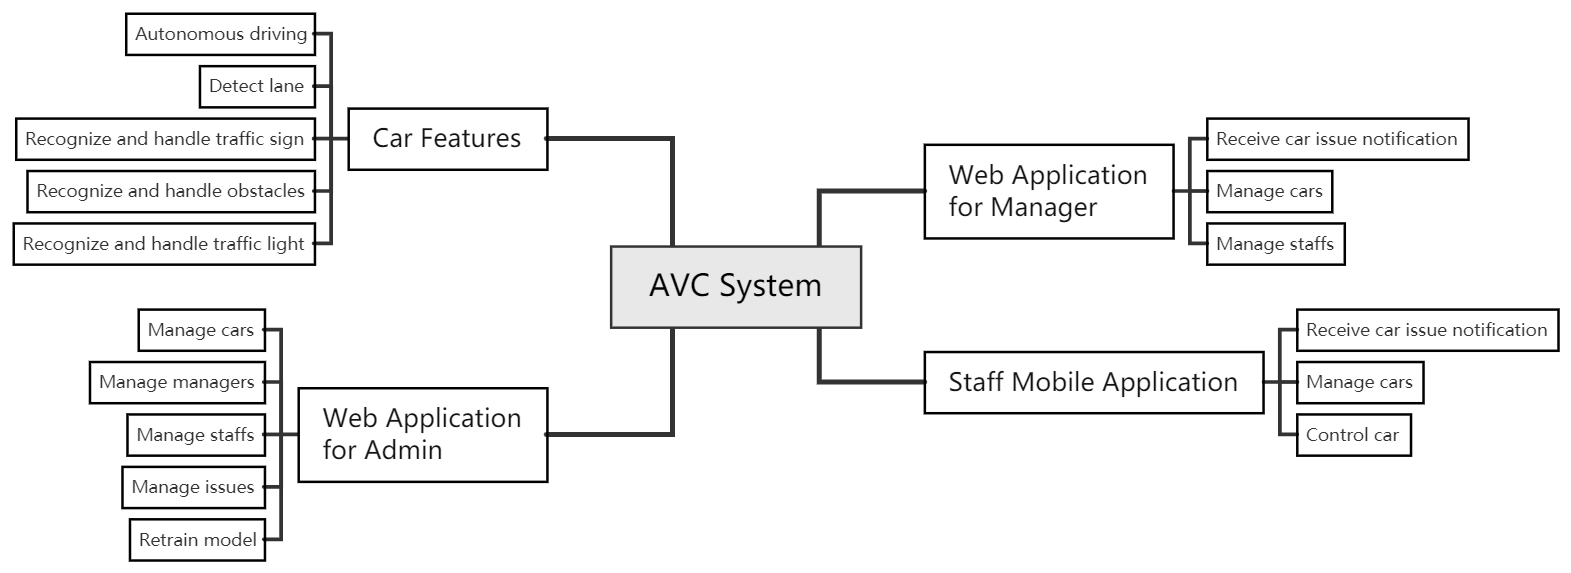 Autonomous driving
Detect lane
Recognize and handle traffic sign
Recognize and handle obstacles
Recognize and handle traffic light
Car Features
Manage cars
Manage managers
Manage staffs
Manage issues
Retrain model
Web Application
for Admin
AVC System
Web Application
for Manager
Receive car issue notification
Manage cars
Manage staffs
Staff Mobile Application
Receive car issue notification
Manage cars
Control car